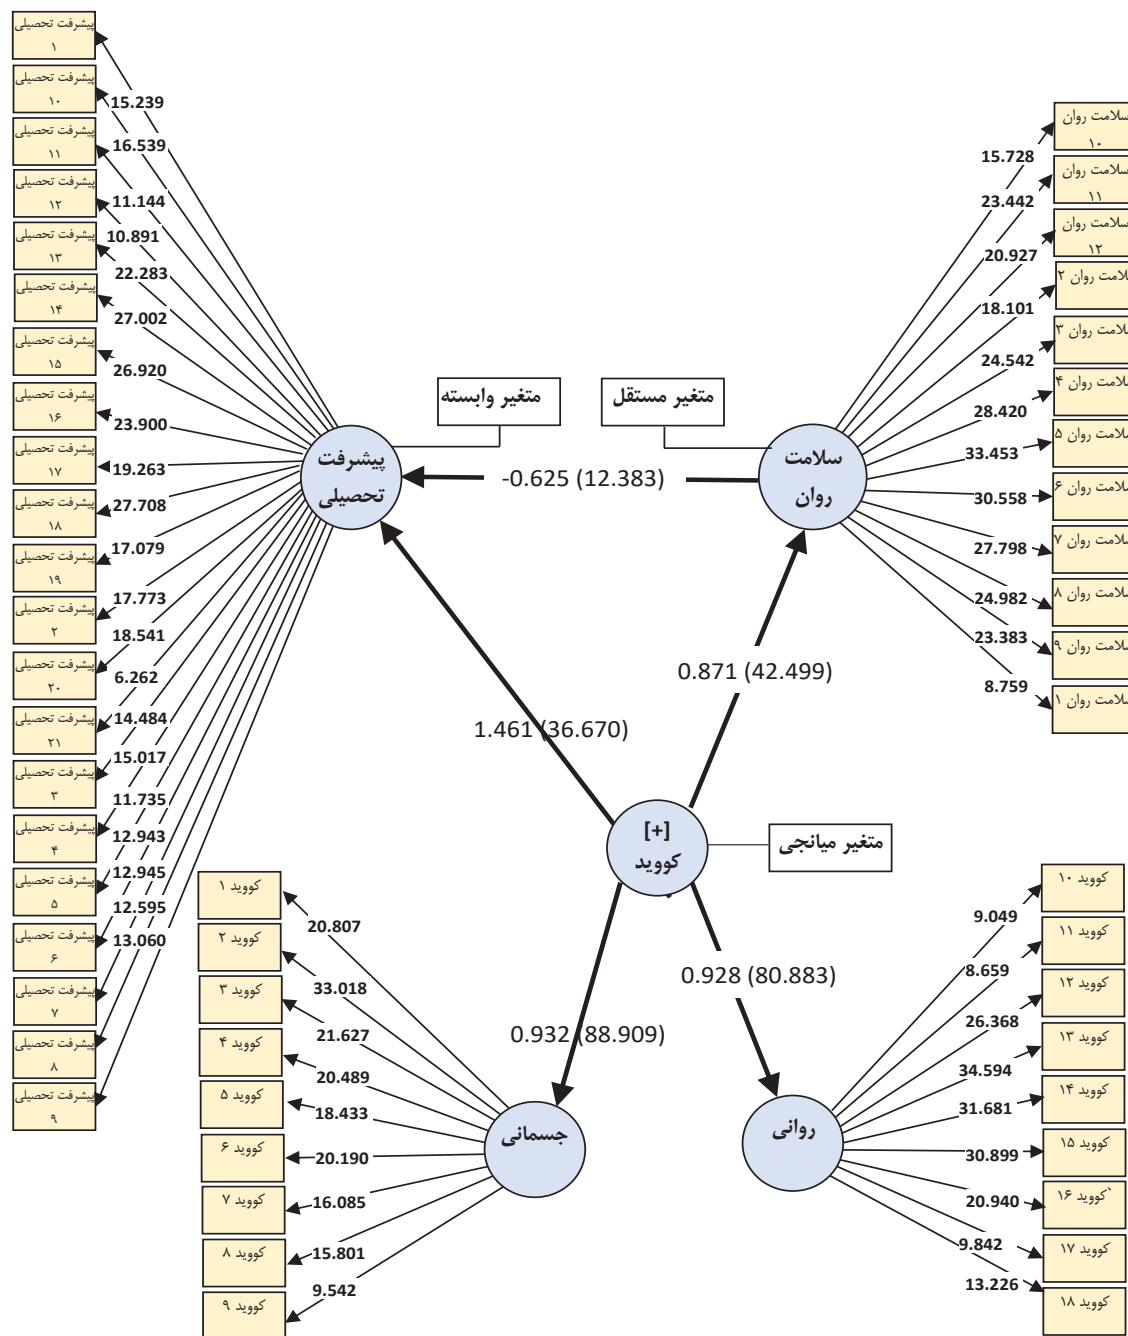 پیشرفت تحصیلی
۱
پیشرفت تحصیلی
۱۰
پیشرفت تحصیلی
۱۱
پیشرفت تحصیلی
۱۲
پیشرفت تحصیلی
۱۳
پیشرفت تحصیلی
۱۴
پیشرفت تحصیلی
۱۵
پیشرفت تحصیلی
۱۶
پیشرفت تحصیلی
۱۷
پیشرفت تحصیلی
۱۸
پیشرفت تحصیلی
۱۹
پیشرفت تحصیلی
۲
پیشرفت تحصیلی
۲۰
پیشرفت تحصیلی
۲۱
پیشرفت تحصیلی
۳
پیشرفت تحصیلی
۴
پیشرفت تحصیلی
۵
پیشرفت تحصیلی
۶
پیشرفت تحصیلی
۷
پیشرفت تحصیلی
۸
پیشرفت تحصیلی
۹
15.239
16.539
11.144
10.891
22.283
27.002
26.920
23.900
19.263
27.708
17.079
17.773
18.541
6.262
14.484
15.017
11.735
12.943
12.945
12.595
13.060
متغیر وابسته
پیشرفت
تحصیلی
-0.625 (12.383)
متغیر مستقل
سلامت
روان
15.728
23.442
20.927
18.101
24.542
28.420
33.453
30.558
27.798
24.982
23.383
8.759
سلامت روان
۱۰
سلامت روان
۱۱
سلامت روان
۱۲
سلامت روان ۲
سلامت روان ۳
سلامت روان ۴
سلامت روان ۵
سلامت روان ۶
سلامت روان ۷
سلامت روان ۸
سلامت روان ۹
سلامت روان ۱
0.871 (42.499)
1.461 (36.670)
[+]
کووید
متغیر میانجی
0.928 (80.883)
0.932 (88.909)
کووید ۱
کووید ۲
کووید ۳
کووید ۴
کووید ۵
کووید ۶
کووید ۷
کووید ۸
کووید ۹
20.807
33.018
21.627
20.489
18.433
20.190
16.085
15.801
9.542
جسمانی
روانی
9.049
8.659
26.368
34.594
31.681
30.899
20.940
9.842
13.226
کووید ۱۰
کووید ۱۱
کووید ۱۲
کووید ۱۳
کووید ۱۴
کووید ۱۵
`کووید ۱۶
کووید ۱۷
کووید ۱۸